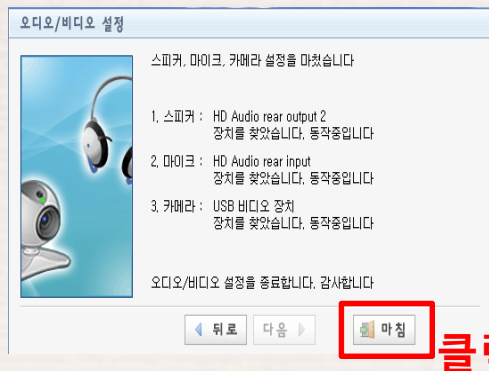 오디오/비디오 설정
스피커, 마이크, 카메라 설정을 마쳤습니다
1. 스피커 : HD Audio rear output 2
장치를 찾았습니다. 동작중입니다
2. 마이크 : HD Audio rear input
장치를 찾았습니다. 동작중입니다
3. 카메라 : USB 비디오 장치
장치를 찾았습니다. 동작중입니다
오디오/비디오 설정을 종료합니다. 감사합니다
뒤로 다음 마침